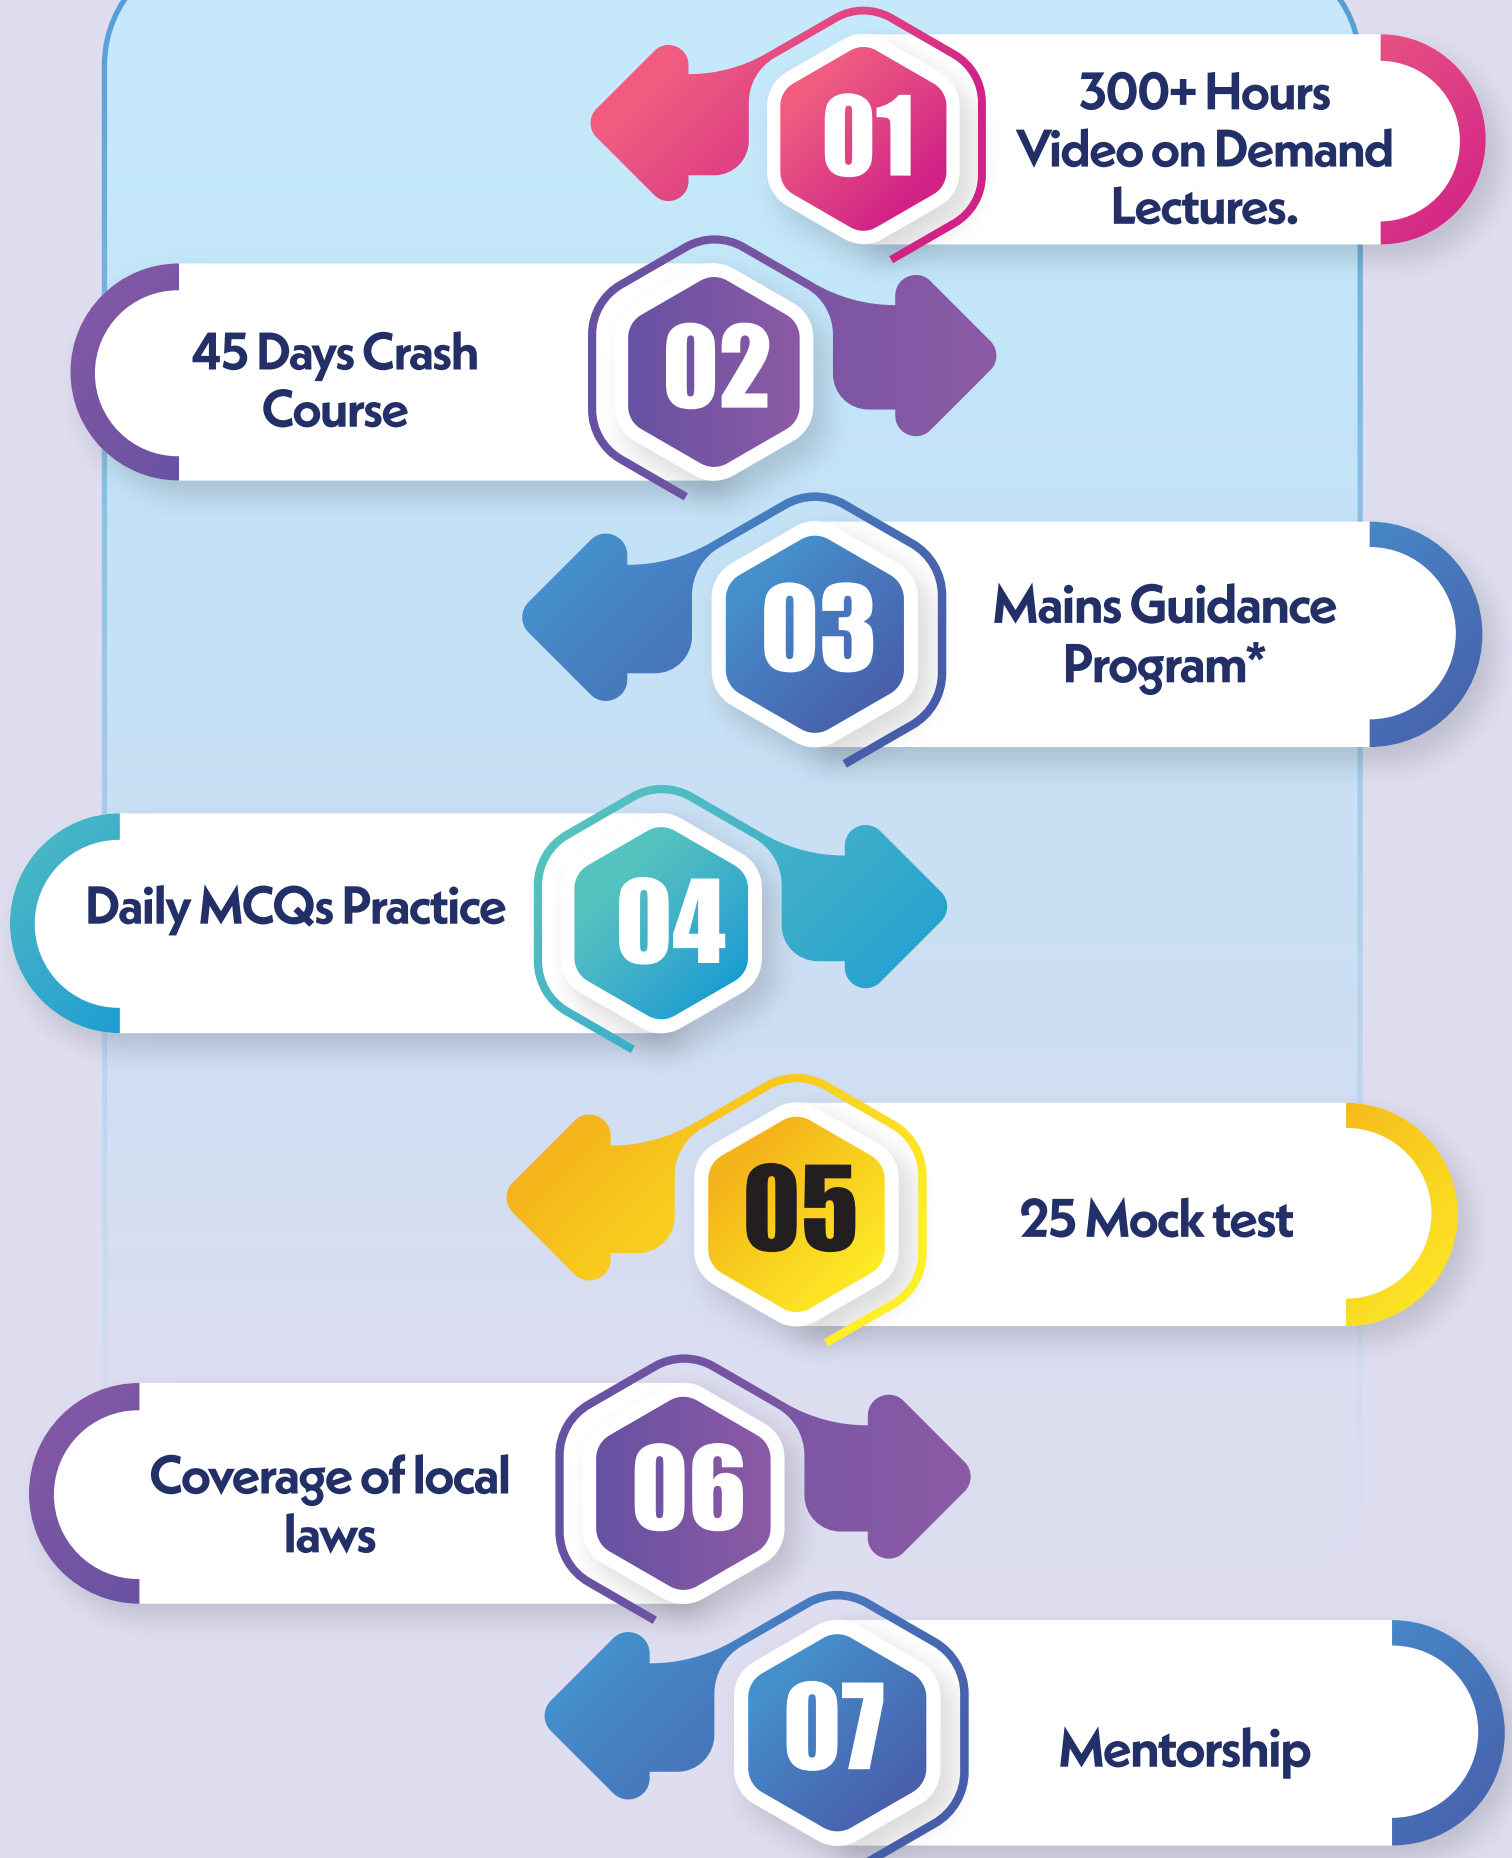 01
300+ Hours
Video on Demand
Lectures.
45 Days Crash
Course
02
03
Mains Guidance
Program*
Daily MCQs Practice
04
05
25 Mock test
Coverage of local
laws
06
07
Mentorship